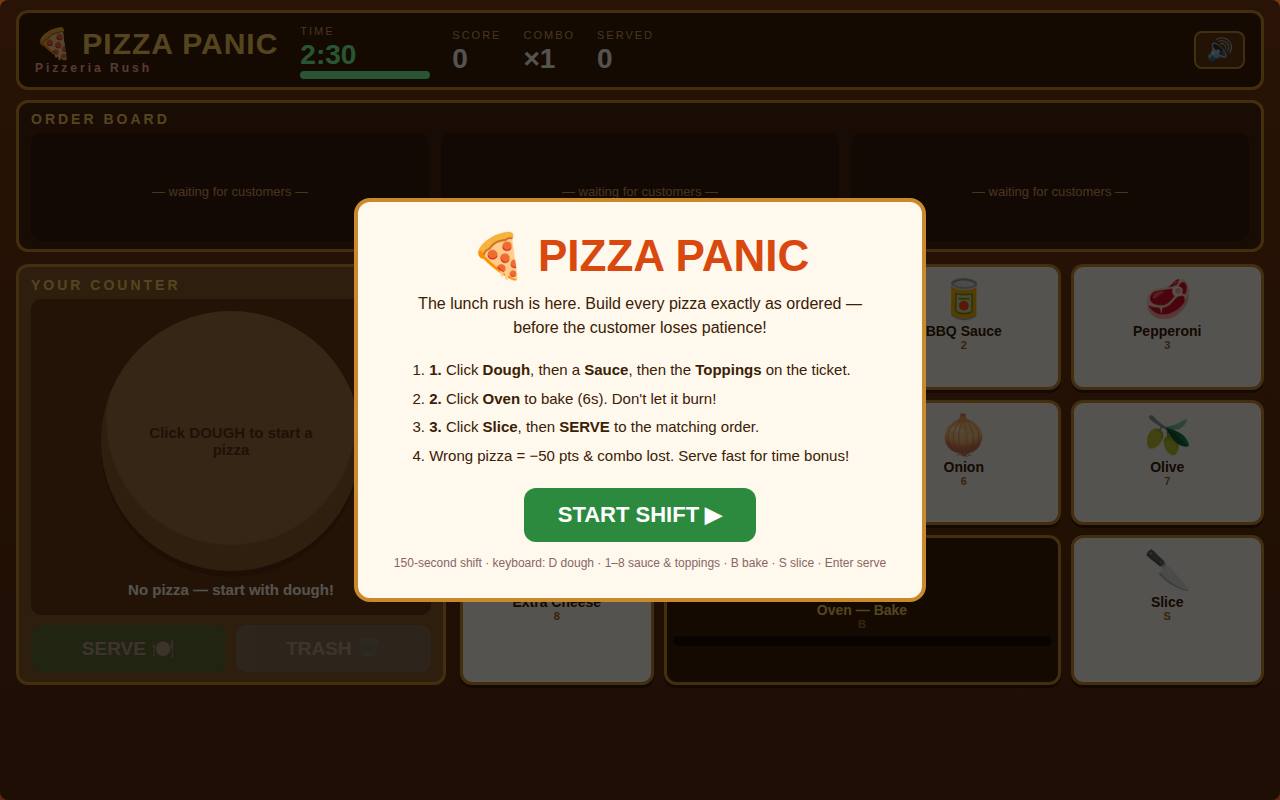 PIZZA PANIC
Pizzeria Rush
TIME
2:30
SCORE
0
COMBO
×1
SERVED
0
ORDER BOARD
— waiting for customers —
— waiting for customers —
— waiting for customers —
PIZZA PANIC
The lunch rush is here. Build every pizza exactly as ordered —
before the customer loses patience!
1. 1. Click Dough, then a Sauce, then the Toppings on the ticket.
2. 2. Click Oven to bake (6s). Don't let it burn!
3. 3. Click Slice, then SERVE to the matching order.
4. Wrong pizza = −50 pts & combo lost. Serve fast for time bonus!
START SHIFT ▶
150-second shift · keyboard: D dough · 1–8 sauce & toppings · B bake · S slice · Enter serve
YOUR COUNTER
Click DOUGH to start a
pizza
No pizza — start with dough!
SERVE
TRASH
BBQ Sauce
2
Pepperoni
3
Onion
6
Olive
7
Extra Cheese
8
Oven — Bake
B
Slice
S